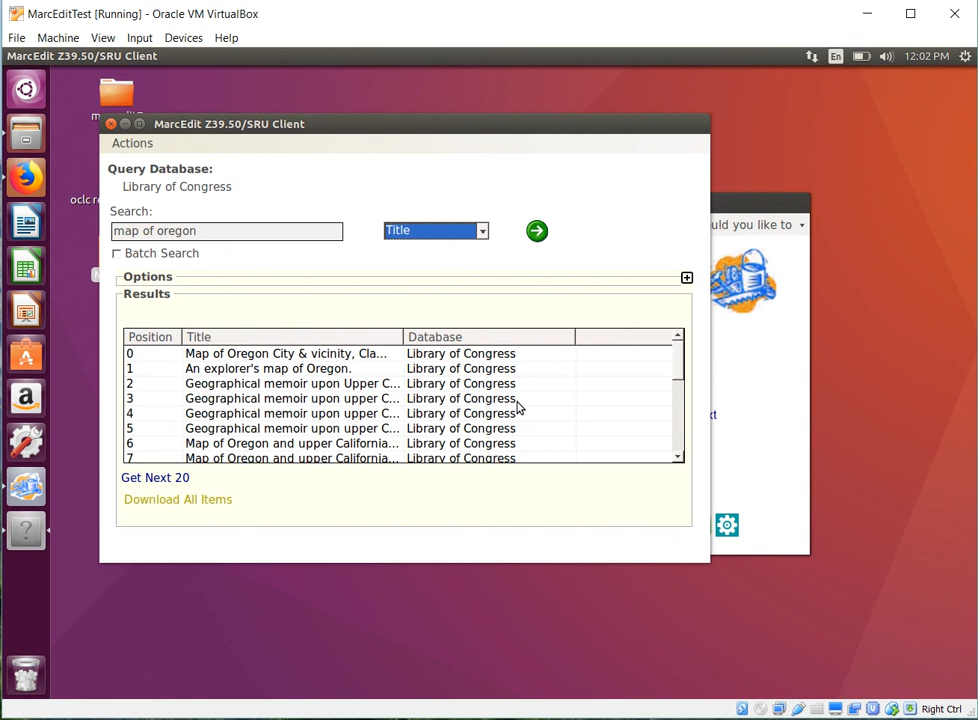 MarcEditTest [Running] - Oracle VM VirtualBox
File Machine View Input Devices Help
MarcEdit Z39.50/SRU Client
En
12:02 PM
MarcEdit Z39.50/SRU Client
Actions
Query Database:
Library of Congress
Search:
map of oregon
Title
Batch Search
Options
Results
Position Title Database
0 Map of Oregon City & vicinity, Cla... Library of Congress
1 An explorer's map of Oregon. Library of Congress
2 Geographical memoir upon Upper C... Library of Congress
3 Geographical memoir upon upper C... Library of Congress
4 Geographical memoir upon upper C... Library of Congress
5 Geographical memoir upon upper C... Library of Congress
6 Map of Oregon and upper California... Library of Congress
7 Map of Oregon and upper California... Library of Congress
Get Next 20
Download All Items
oclc re
uld you like to
xt
a
?
Right Ctrl